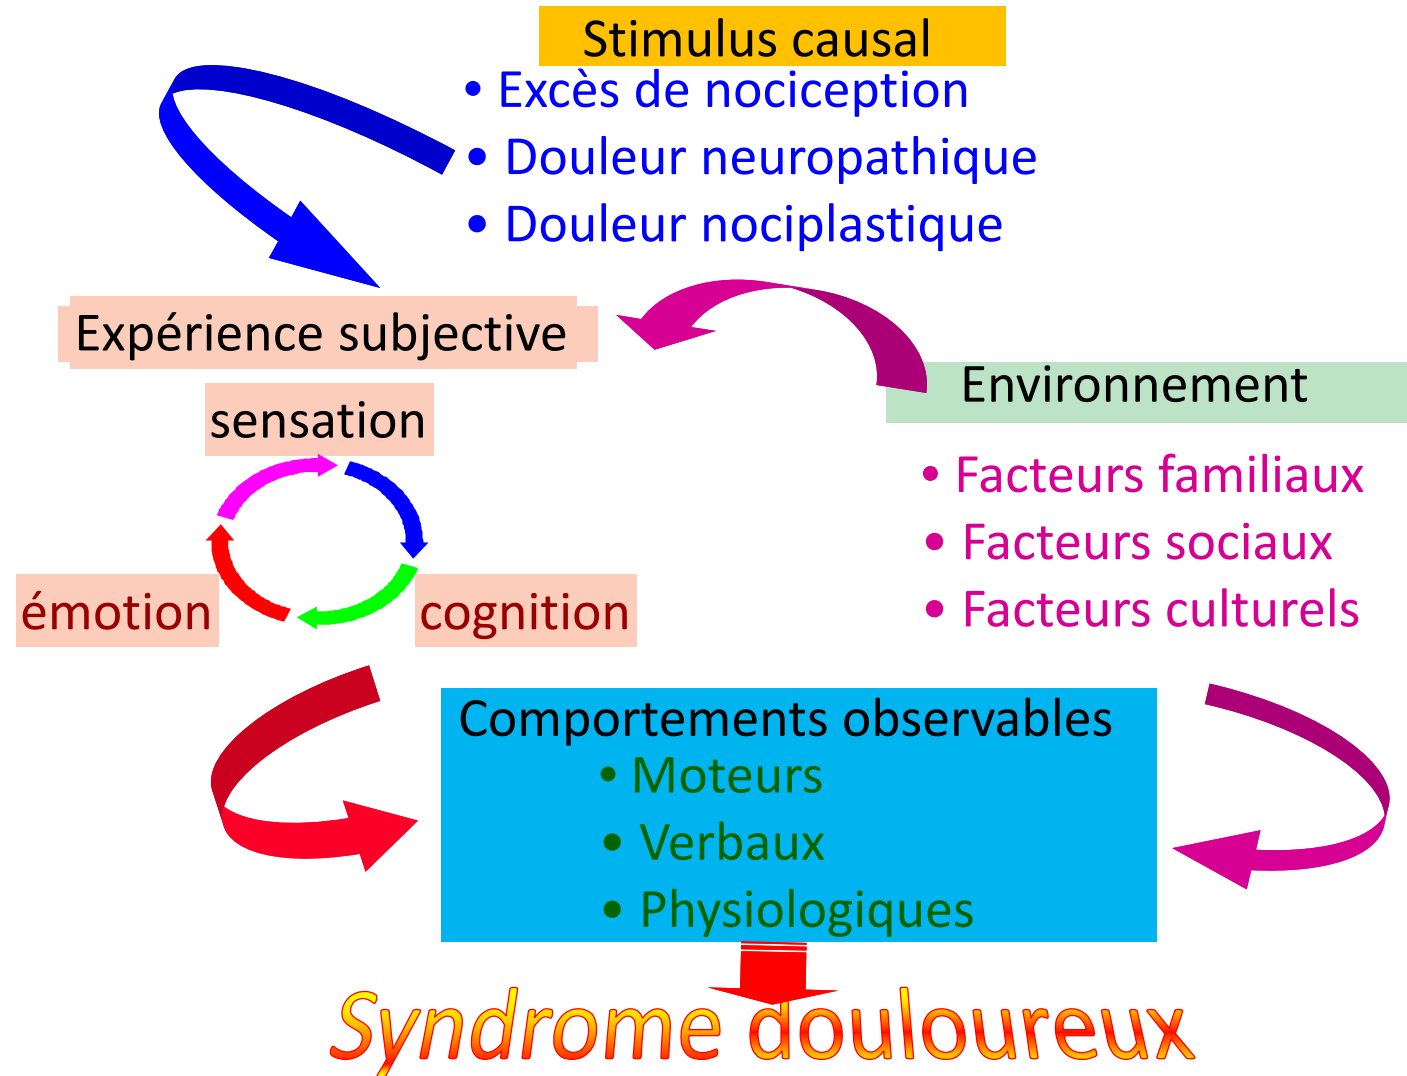 Stimulus causal
• Excès de nociception
• Douleur neuropathique
• Douleur nociplastique
Expérience subjective
sensation
émotion
cognition
Environnement
• Facteurs familiaux
• Facteurs sociaux
• Facteurs culturels
Comportements observables
• Moteurs
• Verbaux
• Physiologiques
Syndrome douloureux